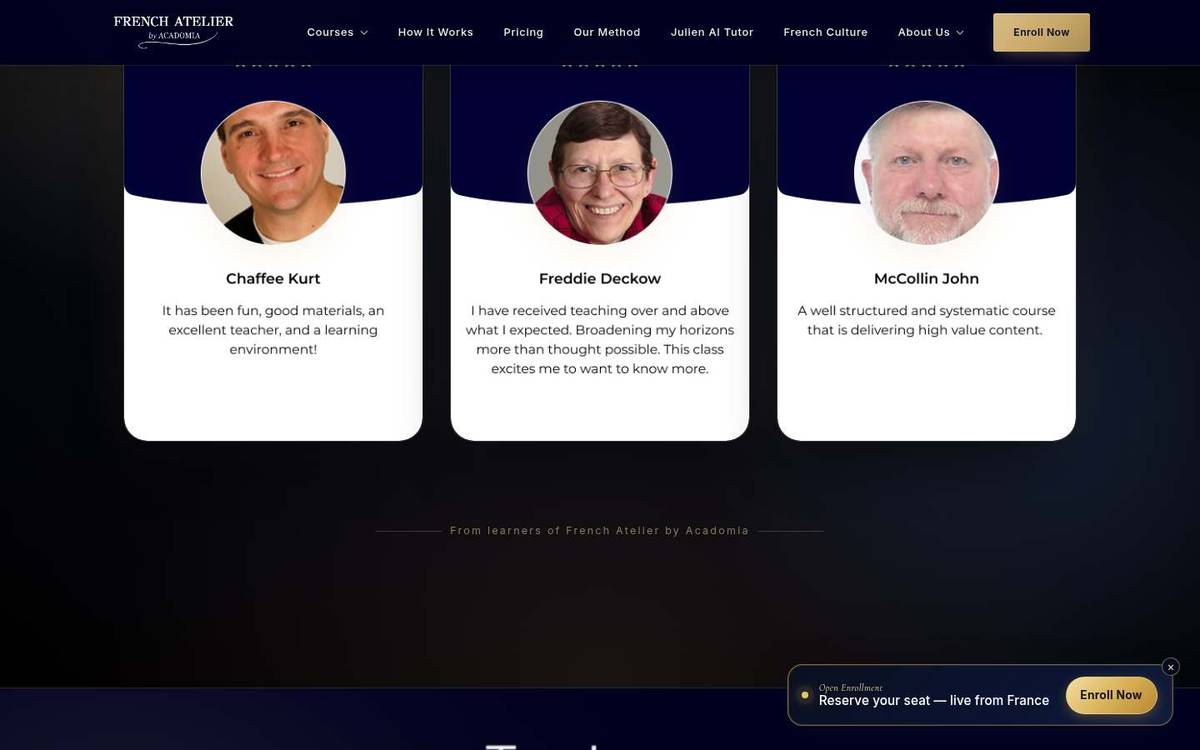 FRENCH ATELIER
by ACADOMIA
Courses
How It Works
Pricing
Our Method
Julien AI Tutor
French Culture
About Us
Enroll Now
Chaffee Kurt
It has been fun, good materials, an
excellent teacher, and a learning
environment!
Freddie Deckow
I have received teaching over and above
what I expected. Broadening my horizons
more than thought possible. This class
excites me to want to know more.
McCollin John
A well structured and systematic course
that is delivering high value content.
From learners of French Atelier by Acadomia
Open Enrollment
Reserve your seat — live from France
Enroll Now